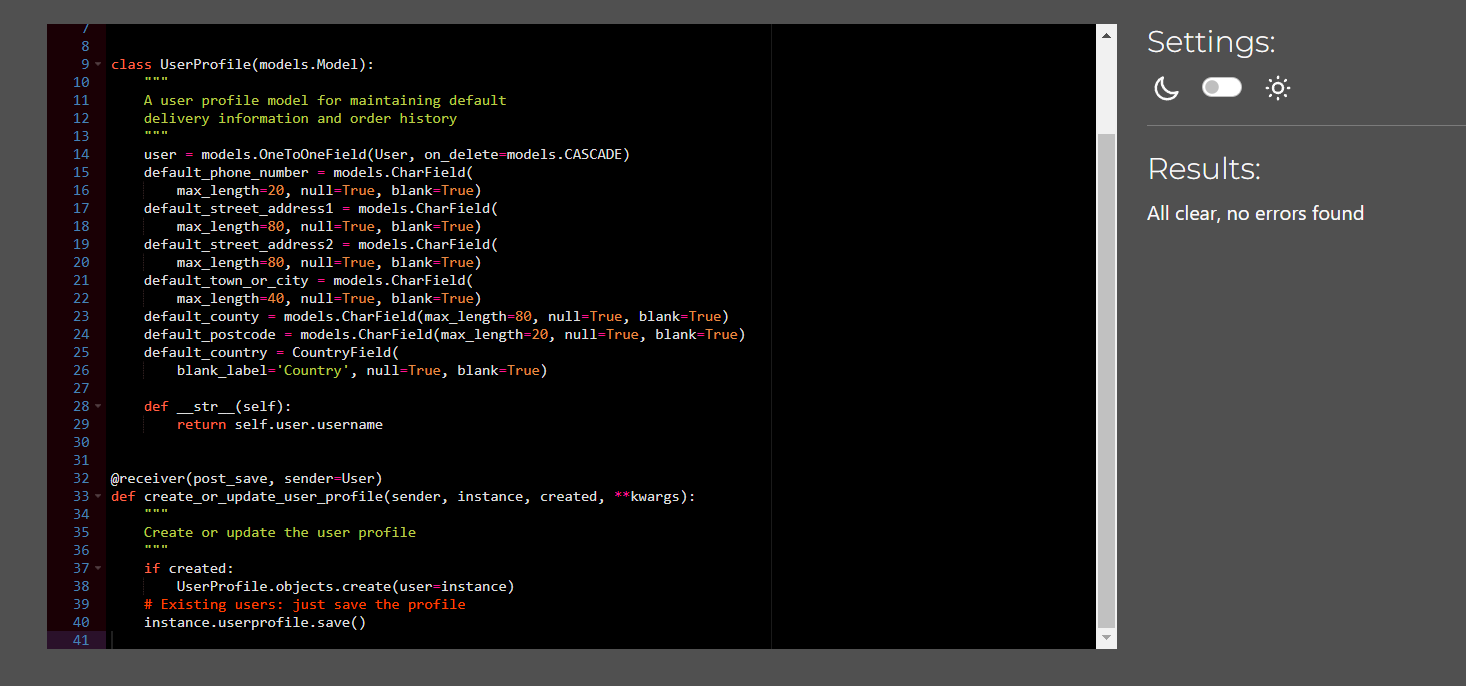 7
8
9 class UserProfile(models.Model):
10     """
11     A user profile model for maintaining default
12     delivery information and order history
13     """
14     user = models.OneToOneField(User, on_delete=models.CASCADE)
15     default_phone_number = models.CharField(
16         max_length=20, null=True, blank=True)
17     default_street_address1 = models.CharField(
18         max_length=80, null=True, blank=True)
19     default_street_address2 = models.CharField(
20         max_length=80, null=True, blank=True)
21     default_town_or_city = models.CharField(
22         max_length=40, null=True, blank=True)
23     default_county = models.CharField(max_length=80, null=True, blank=True)
24     default_postcode = models.CharField(max_length=20, null=True, blank=True)
25     default_country = CountryField(
26         blank_label='Country', null=True, blank=True)
27
28     def __str__(self):
29         return self.user.username
30
31
32 @receiver(post_save, sender=User)
33 def create_or_update_user_profile(sender, instance, created, **kwargs):
34     """
35     Create or update the user profile
36     """
37     if created:
38         UserProfile.objects.create(user=instance)
39     # Existing users: just save the profile
40     instance.userprofile.save()
41
Settings:
Results:
All clear, no errors found